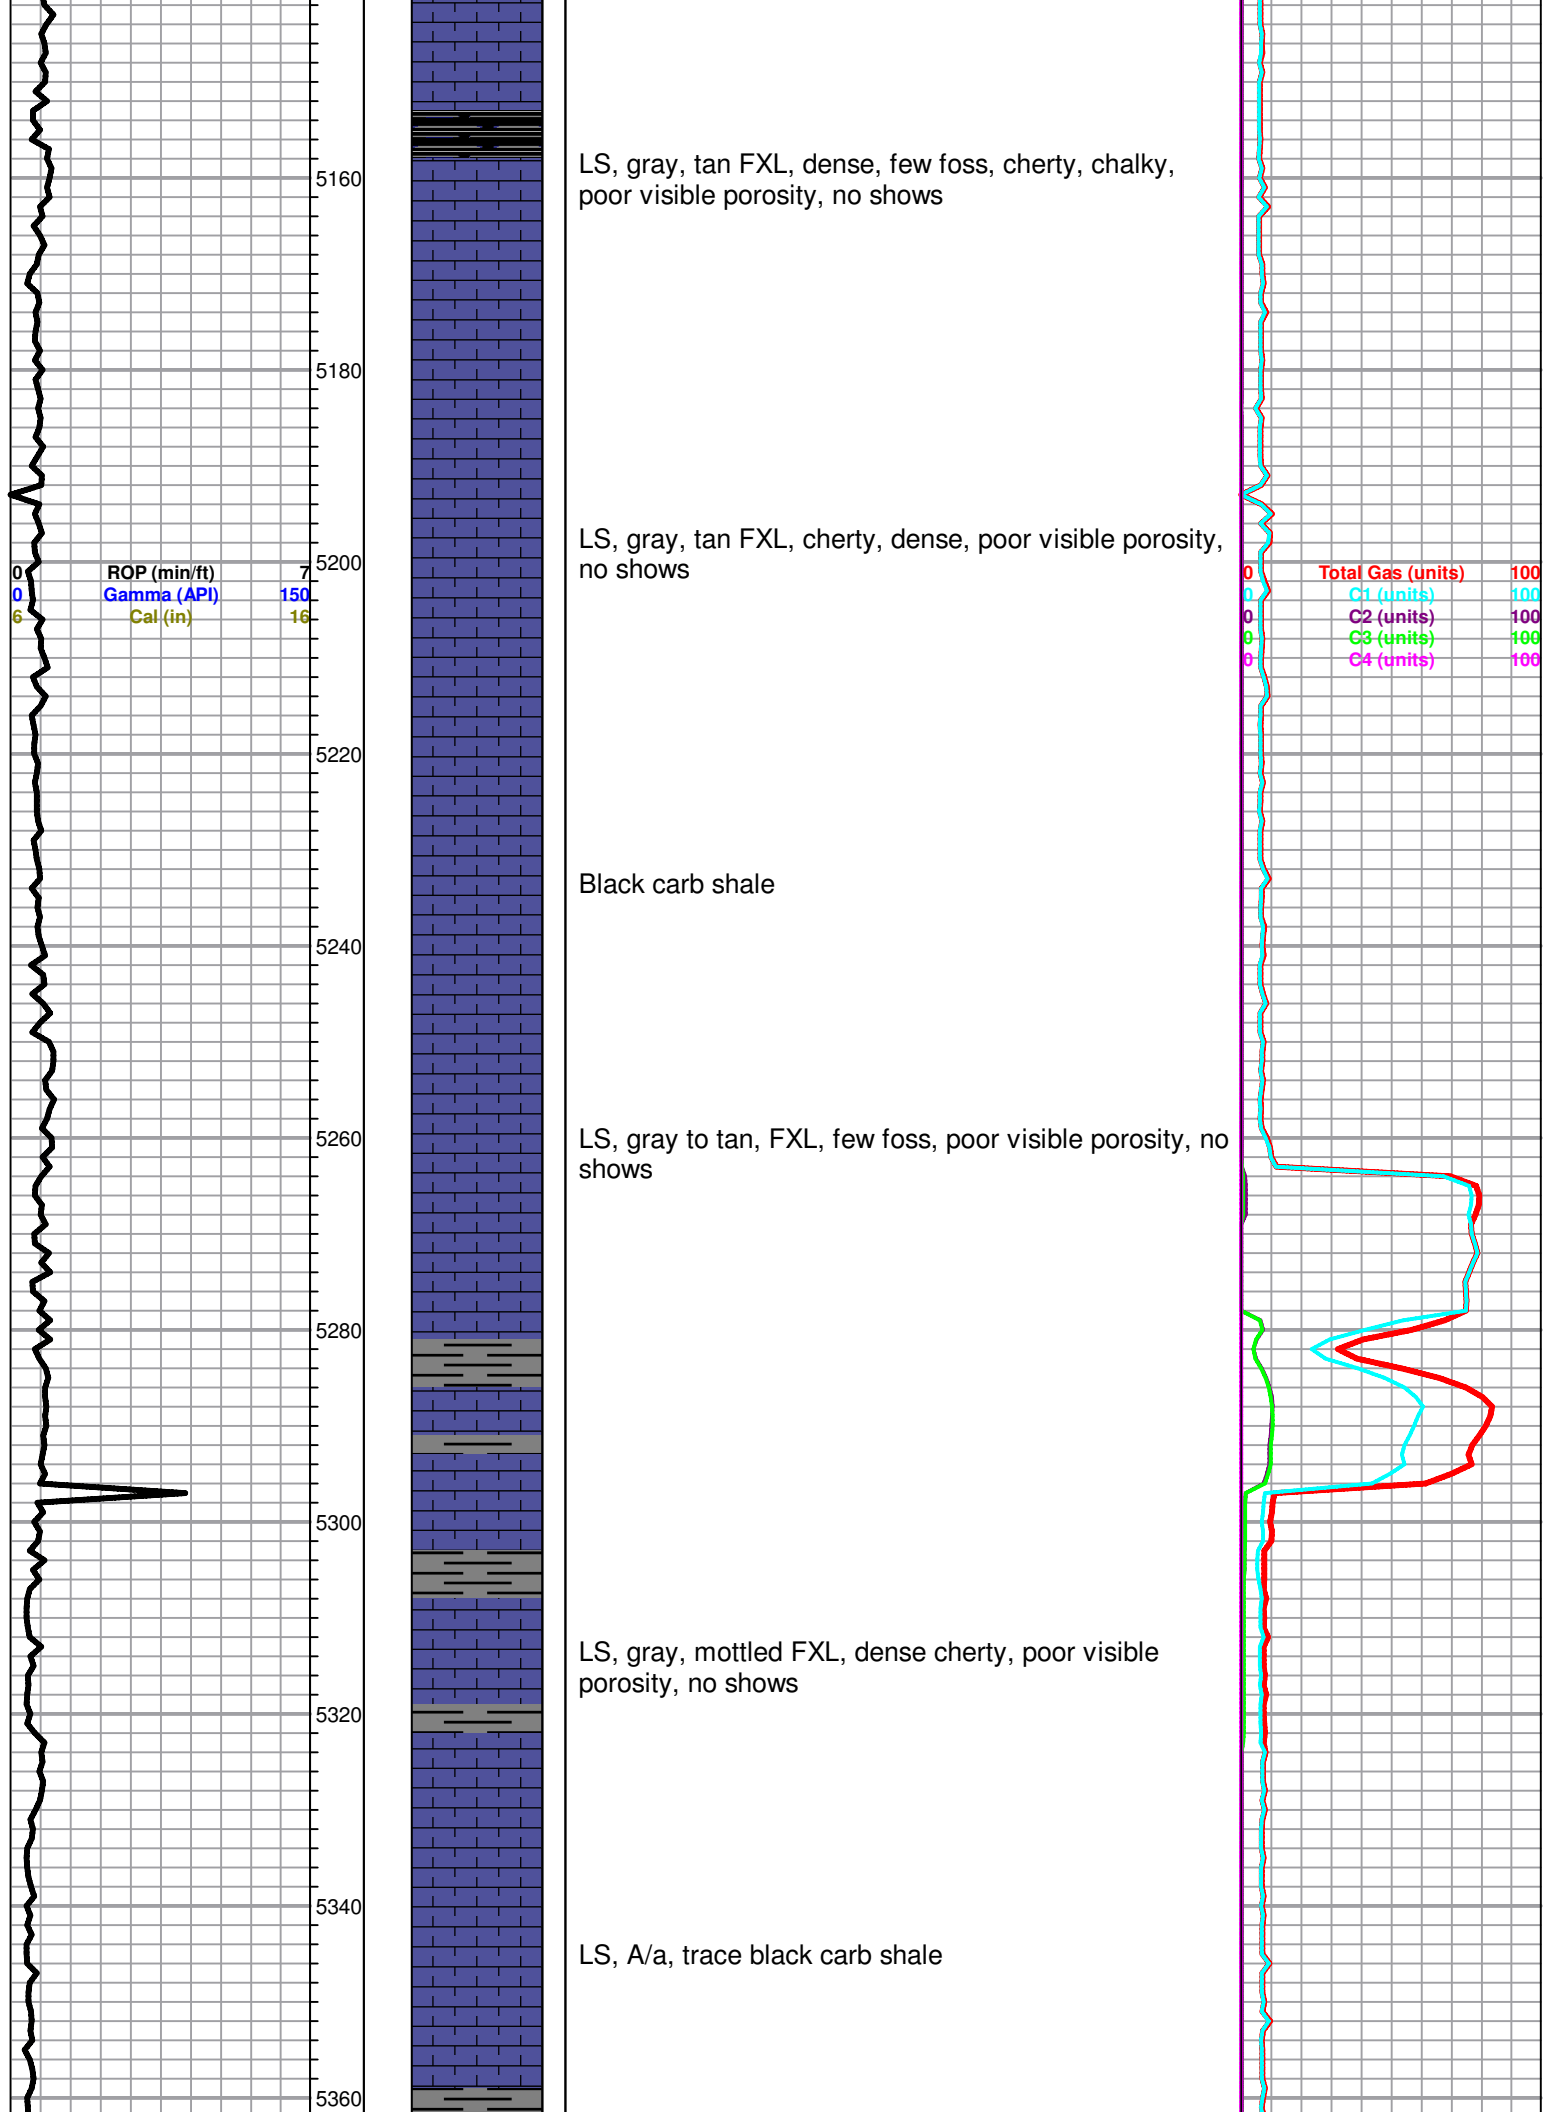 LS, gray, tan FXL, dense, few foss, cherty, chalky,
poor visible porosity, no shows
5160
5180
LS, gray, tan FXL, cherty, dense, poor visible porosity,
no shows
5200
0 ROP (min/ft) 7
0 Gamma (API) 150
6 Cal (in) 16
0 Total Gas (units) 100
0 C1 (units) 100
0 C2 (units) 100
0 C3 (units) 100
0 C4 (units) 100
5220
Black carb shale
5240
5260
LS, gray to tan, FXL, few foss, poor visible porosity, no
shows
5280
5300
LS, gray, mottled FXL, dense cherty, poor visible
porosity, no shows
5320
5340
LS, A/a, trace black carb shale
5360